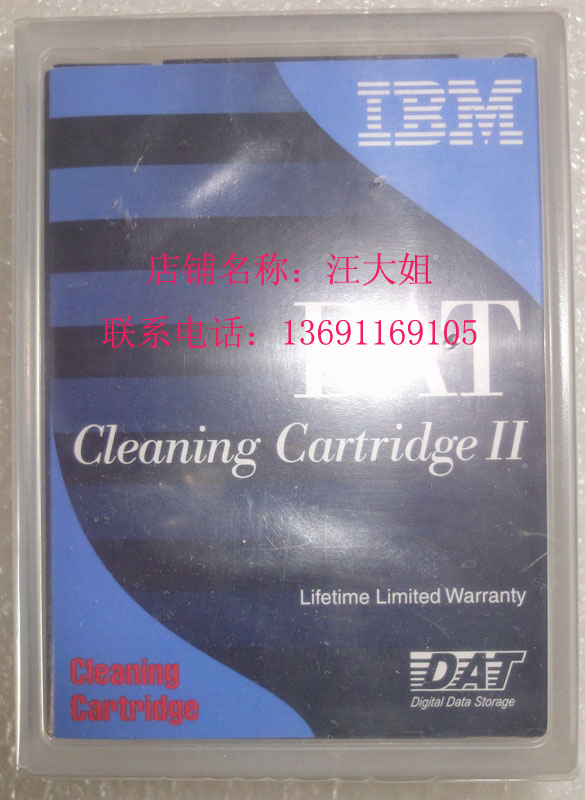 IBM
店铺名称：汪大姐
DAT
联系电话：13691169105
Cleaning Cartridge II
Lifetime Limited Warranty
Cleaning
Cartridge
DAT
Digital Data Storage